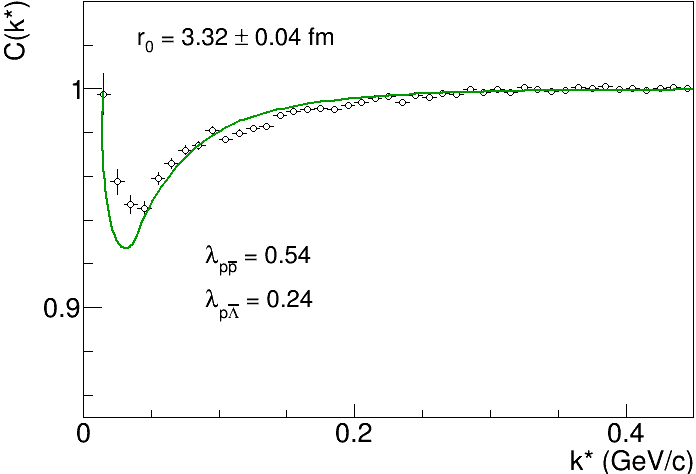 C(k*)
r0 = 3.32 ± 0.04 fm
1
λpp̅ = 0.54
λpΛ̅ = 0.24
0.9
0 0.2 0.4
k* (GeV/c)